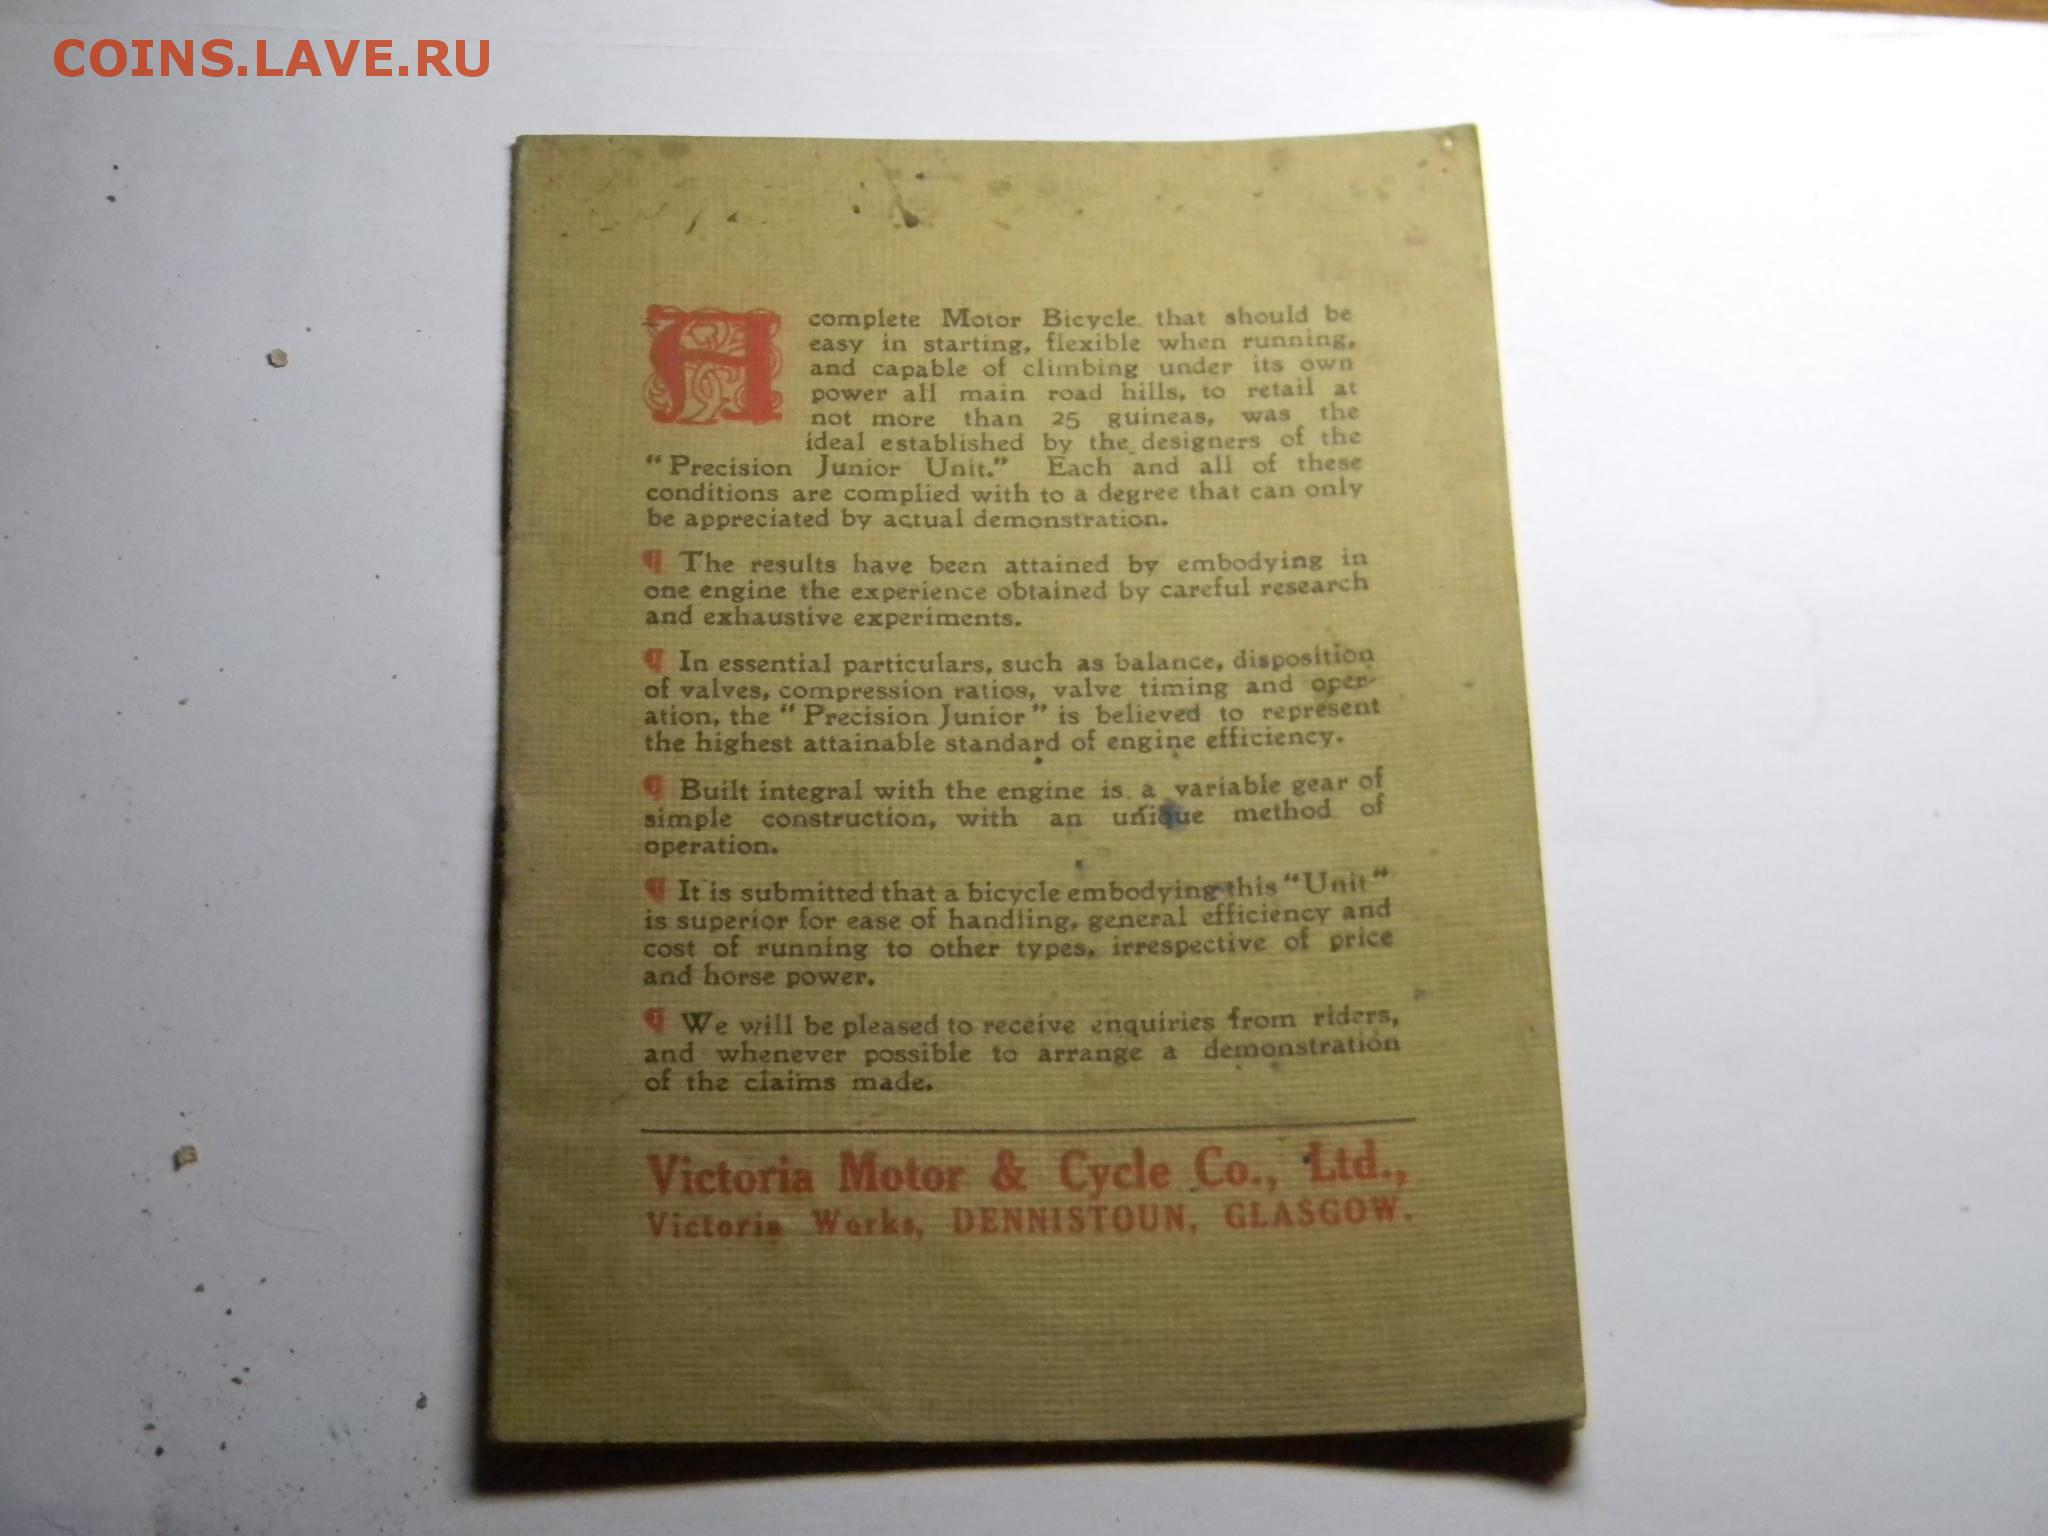 COINS.LAVE.RU
A complete Motor Bicycle that should be
easy in starting, flexible when running,
and capable of climbing under its own
power all main road hills, to retail at
not more than 25 guineas, was the
ideal established by the designers of the
"Precision Junior Unit." Each and all of these
conditions are complied with to a degree that can only
be appreciated by actual demonstration.
¶ The results have been attained by embodying in
one engine the experience obtained by careful research
and exhaustive experiments.
¶ In essential particulars, such as balance, disposition
of valves, compression ratios, valve timing and oper-
ation, the "Precision Junior" is believed to represent
the highest attainable standard of engine efficiency.
¶ Built integral with the engine is a variable gear of
simple construction, with an unique method of
operation.
¶ It is submitted that a bicycle embodying this "Unit"
is superior for ease of handling, general efficiency and
cost of running to other types, irrespective of price
and horse power.
¶ We will be pleased to receive enquiries from riders,
and whenever possible to arrange a demonstration
of the claims made.
Victoria Motor & Cycle Co., Ltd.,
Victoria Works, DENNISTOUN, GLASGOW.